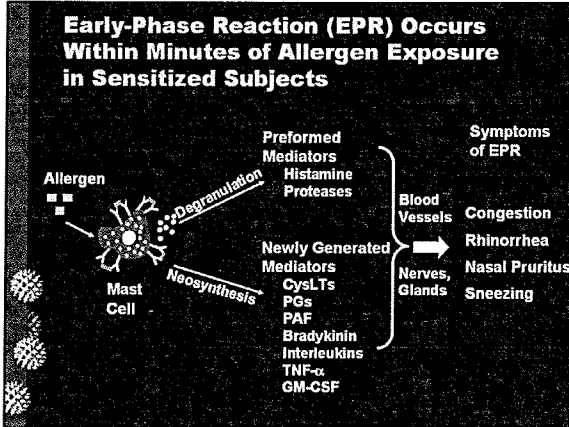 Early-Phase Reaction (EPR) Occurs
Within Minutes of Allergen Exposure
in Sensitized Subjects
Allergen
Mast
Cell
Degranulation
Neosynthesis
Preformed
Mediators
Histamine
Proteases
Newly Generated
Mediators
CysLTs
PGs
PAF
Bradykinin
Interleukins
TNF-α
GM-CSF
Blood
Vessels
Nerves,
Glands
Symptoms
of EPR
Congestion
Rhinorrhea
Nasal Pruritus
Sneezing